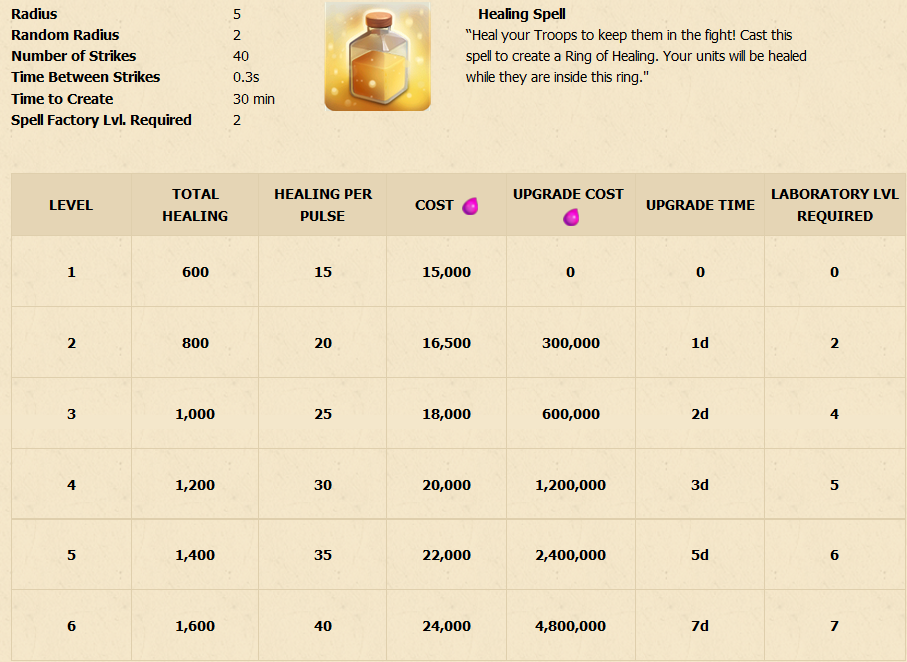 Radius 5
Random Radius 2
Number of Strikes 40
Time Between Strikes 0.3s
Time to Create 30 min
Spell Factory Lvl. Required 2
Healing Spell
“Heal your Troops to keep them in the fight! Cast this
spell to create a Ring of Healing. Your units will be healed
while they are inside this ring."
LEVEL TOTAL HEALING HEALING PER PULSE COST UPGRADE COST UPGRADE TIME LABORATORY LVL REQUIRED
1 600 15 15,000 0 0 0
2 800 20 16,500 300,000 1d 2
3 1,000 25 18,000 600,000 2d 4
4 1,200 30 20,000 1,200,000 3d 5
5 1,400 35 22,000 2,400,000 5d 6
6 1,600 40 24,000 4,800,000 7d 7